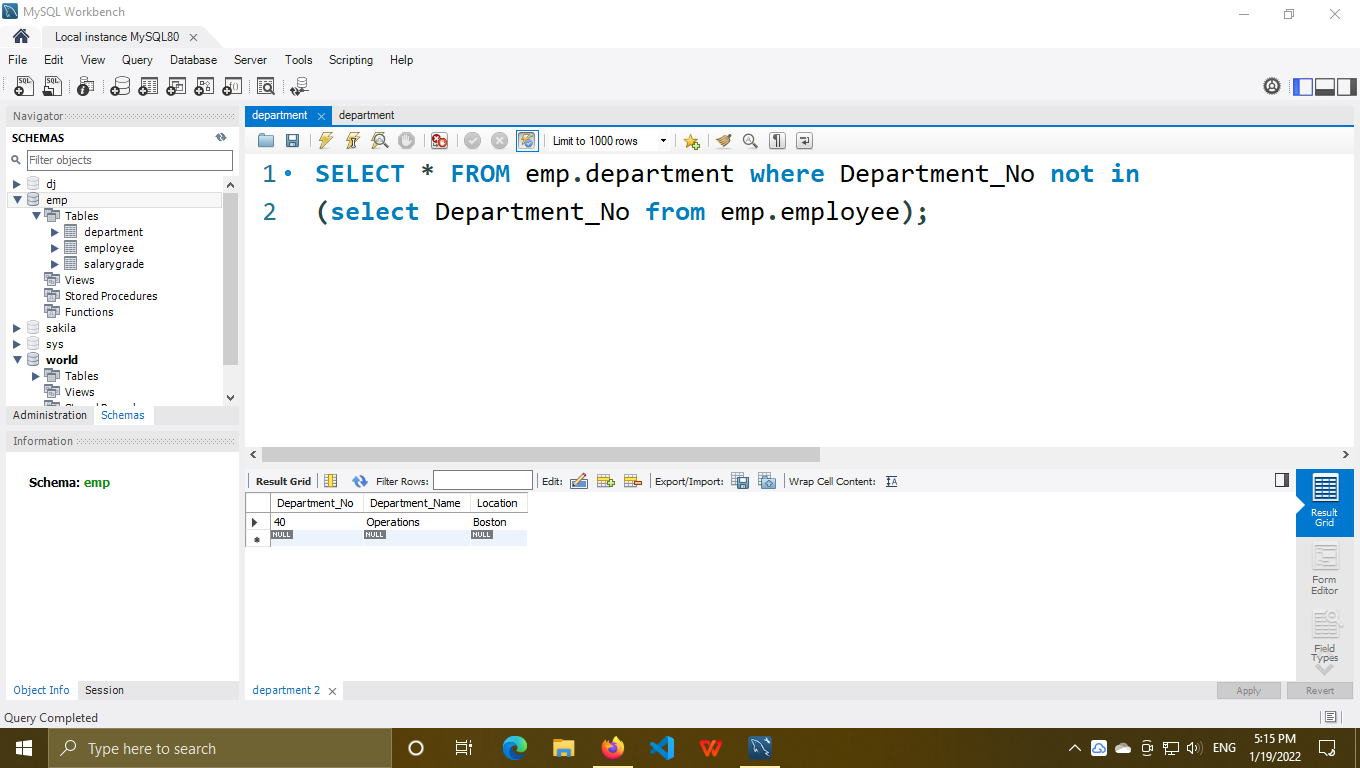 MySQL Workbench
Local instance MySQL80
File Edit View Query Database Server Tools Scripting Help
Navigator
SCHEMAS
Filter objects
dj
emp
Tables
department
employee
salarygrade
Views
Stored Procedures
Functions
sakila
sys
world
Tables
Views
Administration Schemas
Information
Schema: emp
Object Info Session
department department
Limit to 1000 rows
1 SELECT * FROM emp.department where Department_No not in
2 (select Department_No from emp.employee);
Result Grid Filter Rows: Edit: Export/Import: Wrap Cell Content:
Department_No Department_Name Location
40 Operations Boston
NULL NULL NULL
Result Grid
Form Editor
Field Types
department 2
Apply Revert
Query Completed
Type here to search
ENG
5:15 PM
1/19/2022